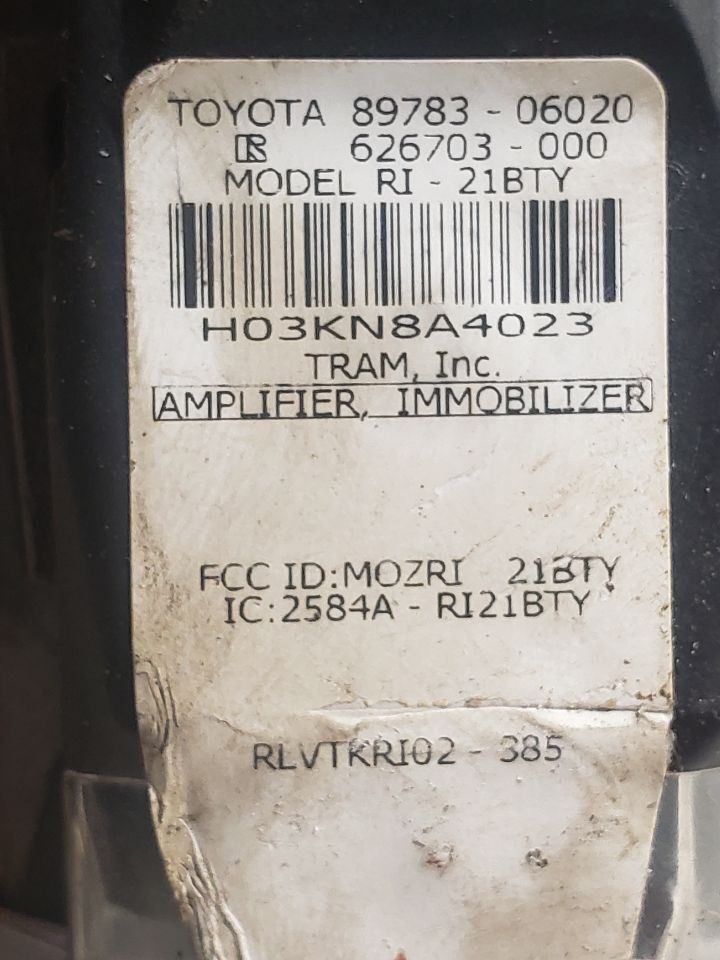 TOYOTA 89783 - 06020
R 626703 - 000
MODEL RI - 21BTY
H03KN8A4023
TRAM, Inc.
AMPLIFIER, IMMOBILIZER
FCC ID:MOZRI 21BTY
IC:2584A - RI21BTY
RLVTKRI02 - 385